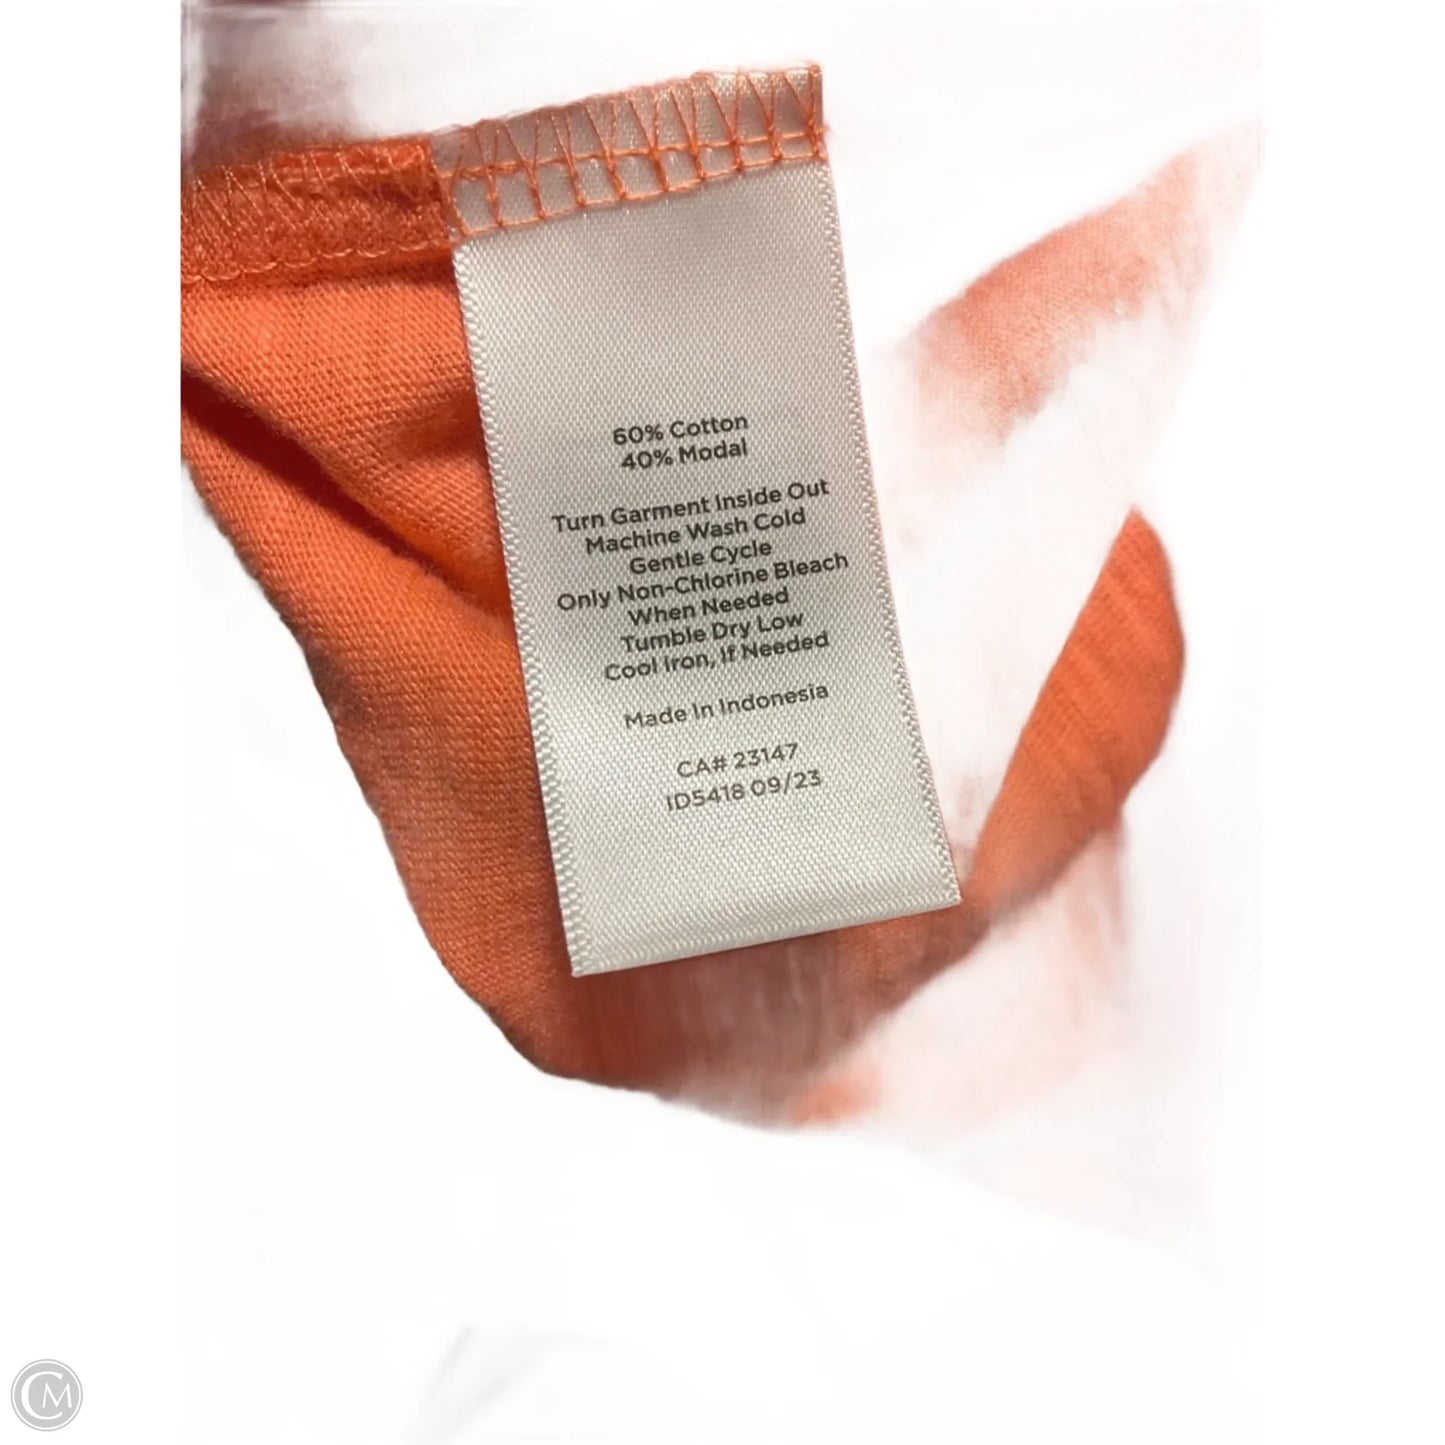 60% Cotton
40% Modal
Turn Garment Inside Out
Machine Wash Cold
Gentle Cycle
Only Non-Chlorine Bleach
When Needed
Tumble Dry Low
Cool Iron, If Needed
Made In Indonesia
CA# 23147
ID5418 09/23
CM